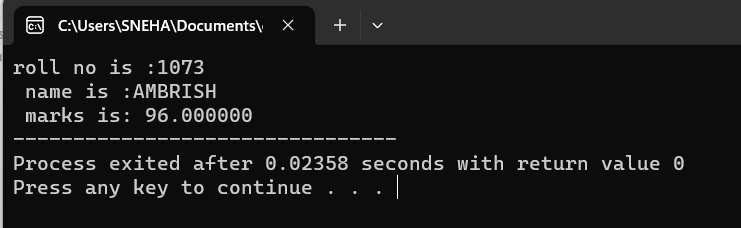 C:\Users\SNEHA\Documents\
roll no is :1073
 name is :AMBRISH
 marks is: 96.000000
--------------------------------
Process exited after 0.02358 seconds with return value 0
Press any key to continue . . .